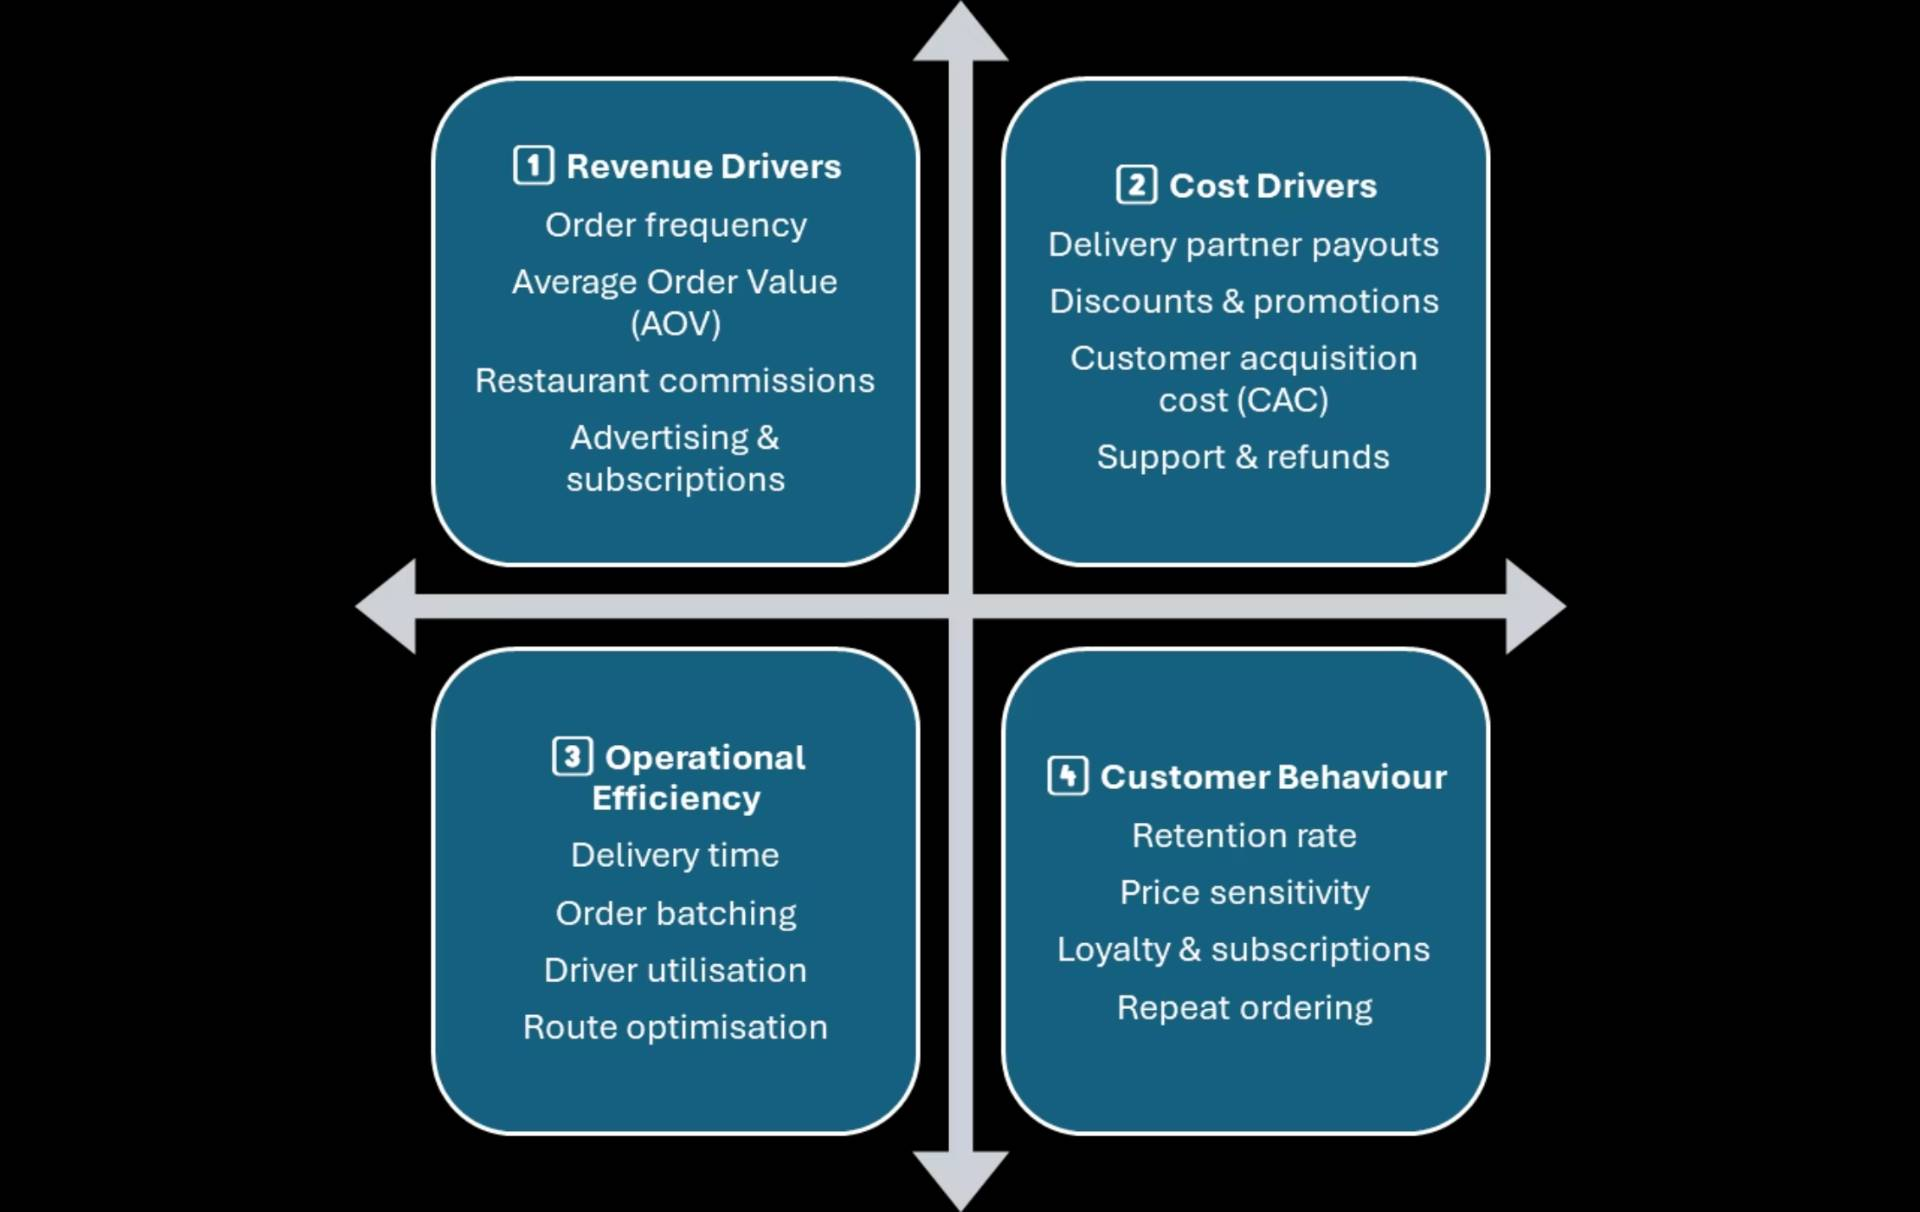 1 Revenue Drivers
Order frequency
Average Order Value
(AOV)
Restaurant commissions
Advertising &
subscriptions
2 Cost Drivers
Delivery partner payouts
Discounts & promotions
Customer acquisition
cost (CAC)
Support & refunds
3 Operational
Efficiency
Delivery time
Order batching
Driver utilisation
Route optimisation
4 Customer Behaviour
Retention rate
Price sensitivity
Loyalty & subscriptions
Repeat ordering